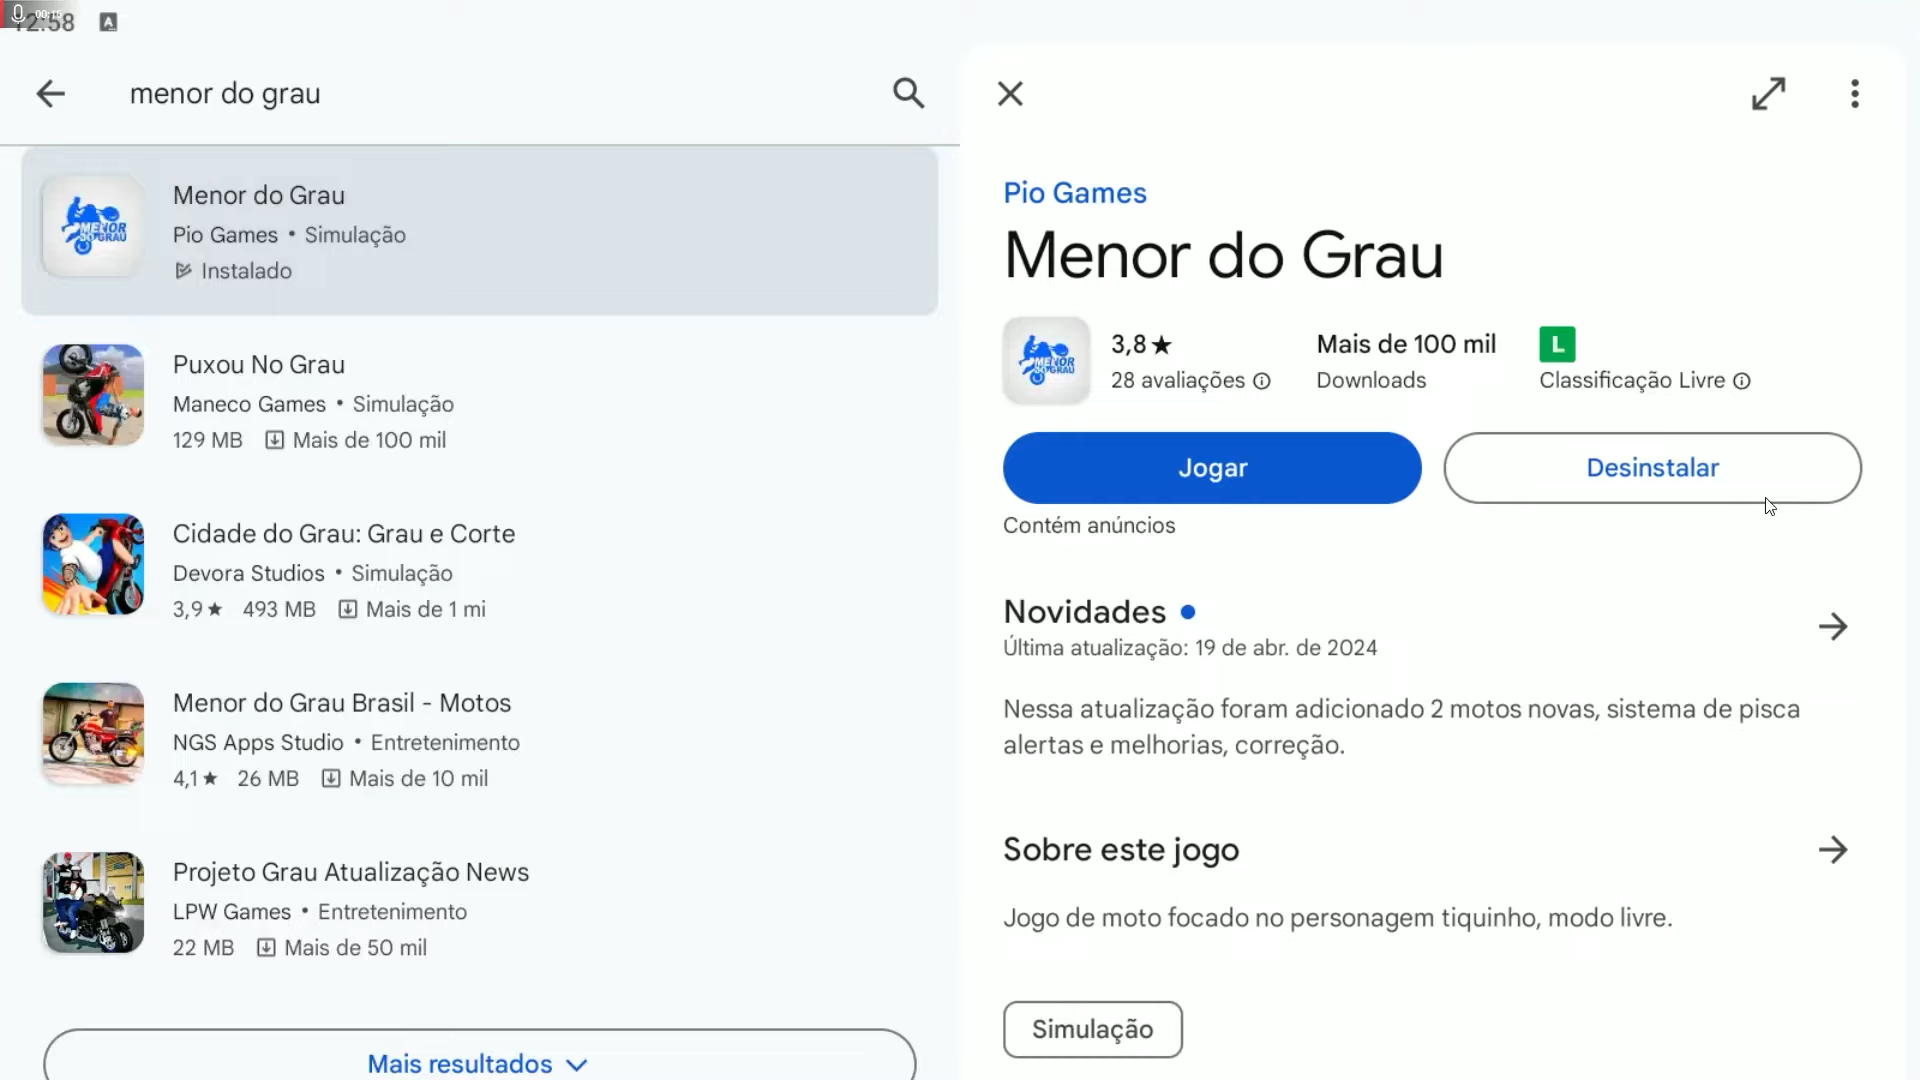 12:58
00:15
A
menor do grau
Menor do Grau
Pio Games • Simulação
Instalado
Puxou No Grau
Maneco Games • Simulação
129 MB Mais de 100 mil
Cidade do Grau: Grau e Corte
Devora Studios • Simulação
3,9★ 493 MB Mais de 1 mi
Menor do Grau Brasil - Motos
NGS Apps Studio • Entretenimento
4,1★ 26 MB Mais de 10 mil
Projeto Grau Atualização News
LPW Games • Entretenimento
22 MB Mais de 50 mil
Mais resultados
Pio Games
Menor do Grau
MENOR
DO GRAU
3,8★
28 avaliações
Mais de 100 mil
Downloads
L
Classificação Livre
Jogar
Desinstalar
Contém anúncios
Novidades
Última atualização: 19 de abr. de 2024
Nessa atualização foram adicionado 2 motos novas, sistema de pisca
alertas e melhorias, correção.
Sobre este jogo
Jogo de moto focado no personagem tiquinho, modo livre.
Simulação